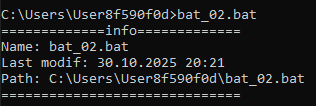 C:\Users\User8f590f0d>bat_02.bat
=============info=============
Name: bat_02.bat
Last modif: 30.10.2025 20:21
Path: C:\Users\User8f590f0d\bat_02.bat
==============================